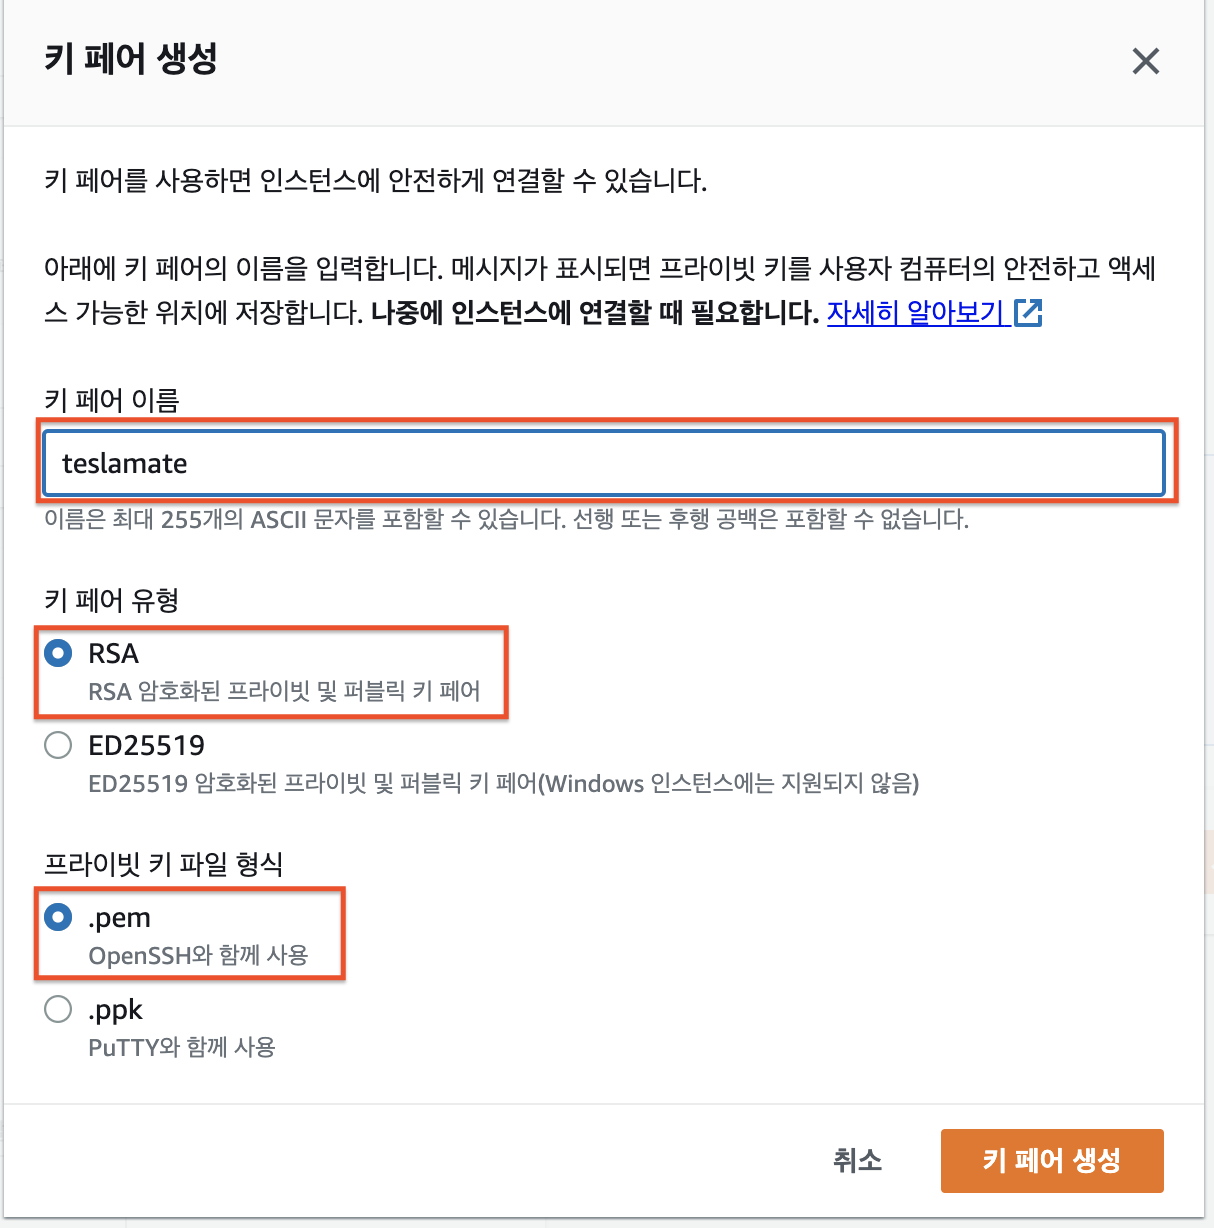 키 페어 생성
키 페어를 사용하면 인스턴스에 안전하게 연결할 수 있습니다.
아래에 키 페어의 이름을 입력합니다. 메시지가 표시되면 프라이빗 키를 사용자 컴퓨터의 안전하고 액세
스 가능한 위치에 저장합니다. 나중에 인스턴스에 연결할 때 필요합니다. 자세히 알아보기
키 페어 이름
teslamate
이름은 최대 255개의 ASCII 문자를 포함할 수 있습니다. 선행 또는 후행 공백은 포함할 수 없습니다.
키 페어 유형
RSA
RSA 암호화된 프라이빗 및 퍼블릭 키 페어
ED25519
ED25519 암호화된 프라이빗 및 퍼블릭 키 페어(Windows 인스턴스에는 지원되지 않음)
프라이빗 키 파일 형식
.pem
OpenSSH와 함께 사용
.ppk
PuTTY와 함께 사용
취소
키 페어 생성